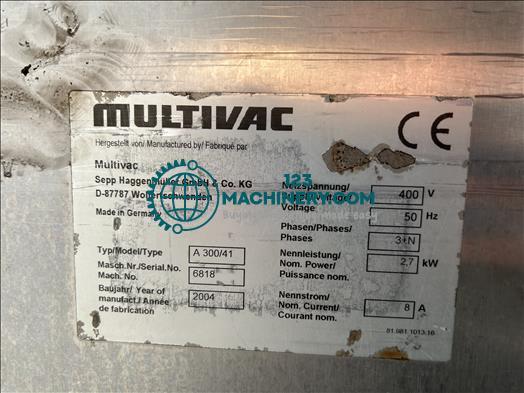 MULTIVAC
CE
Hergestellt von/ Manufactured by/ Fabriqué par
Multivac
Sepp Haggenmüller GmbH & Co. KG
D-87787 Wolfertschwenden
Made in Germany
Typ/Model/Type A 300/41
Masch.Nr./Serial.No.
Mach. No. 6818
Baujahr/ Year of
manufact./ Année
de fabrication 2004
Netzspannung/
Voltage 400 V
50 Hz
Phasen/Phases/
Phases 3+N
Nennleistung/
Nom. Power/
Puissance nom. 2,7 kW
Nennstrom/
Nom. Current/
Courant nom. 8 A
81.981.1013.16
123
MACHINERY.COM
made easy